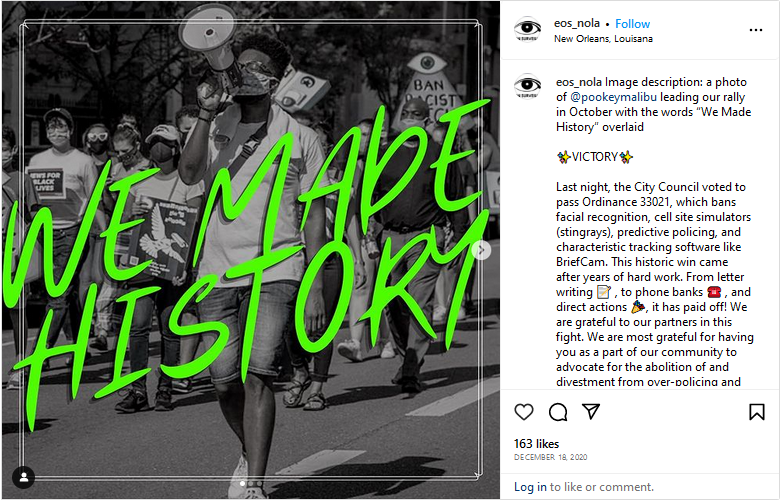 WE MADE
HISTORY
BAN
NEWS FOR
BLACK
LIVES
eos_nola • Follow
New Orleans, Louisana
eos_nola Image description: a photo
of @pookeymalibu leading our rally
in October with the words "We Made
History" overlaid
✨VICTORY✨
Last night, the City Council voted to
pass Ordinance 33021, which bans
facial recognition, cell site simulators
(stingrays), predictive policing, and
characteristic tracking software like
BriefCam. This historic win came
after years of hard work. From letter
writing 📝 , to phone banks ☎️ , and
direct actions 🎉, it has paid off! We
are grateful to our partners in this
fight. We are most grateful for having
you as a part of our community to
advocate for the abolition of and
divestment from over-policing and
163 likes
DECEMBER 18, 2020
Log in to like or comment.